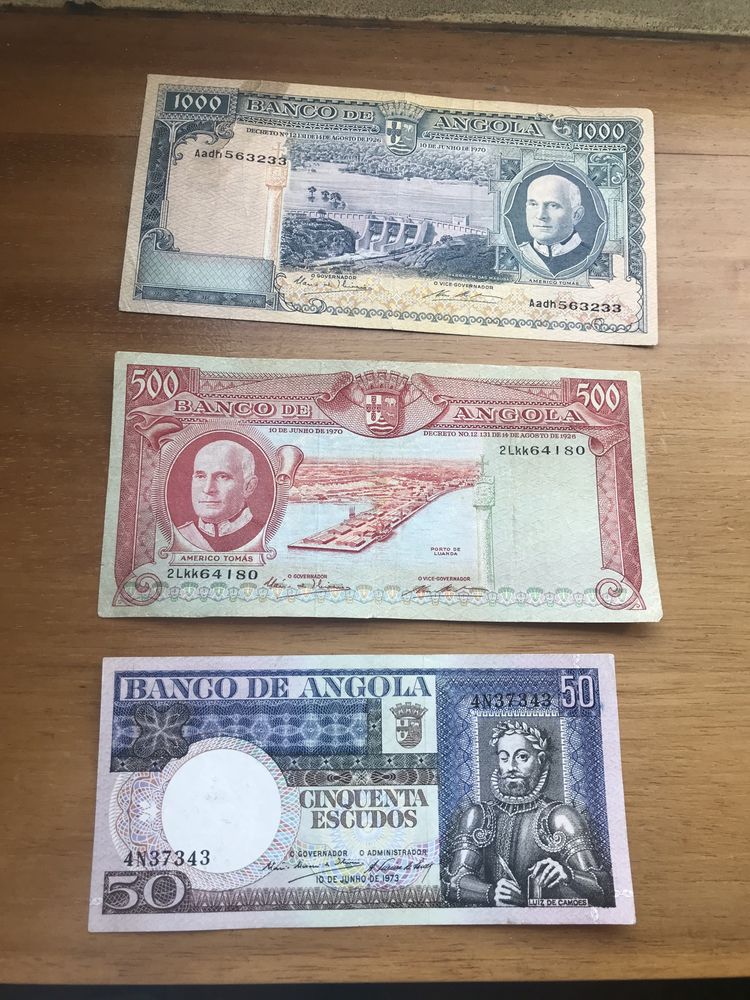 1000 BANCO DE ANGOLA 1000
DECRETO Nº 12.131 DE 14 DE AGOSTO DE 1926 10 DE JUNHO DE 1970
Aadh563233
O GOVERNADOR O VICE-GOVERNADOR
AMERICO TOMÁS
Aadh563233
500 500
BANCO DE ANGOLA
10 DE JUNHO DE 1970 DECRETO NO.12 131 DE 14 DE AGOSTO DE 1926
2Lkk64180
PORTO DE
LUANDA
AMERICO TOMÁS
2Lkk64180 O GOVERNADOR O VICE-GOVERNADOR
BANCO DE ANGOLA 50
4N37343
CINQUENTA
ESCUDOS
O GOVERNADOR O ADMINISTRADOR
4N37343
10 DE JUNHO DE 1973
50
LUIZ DE CAMÕES